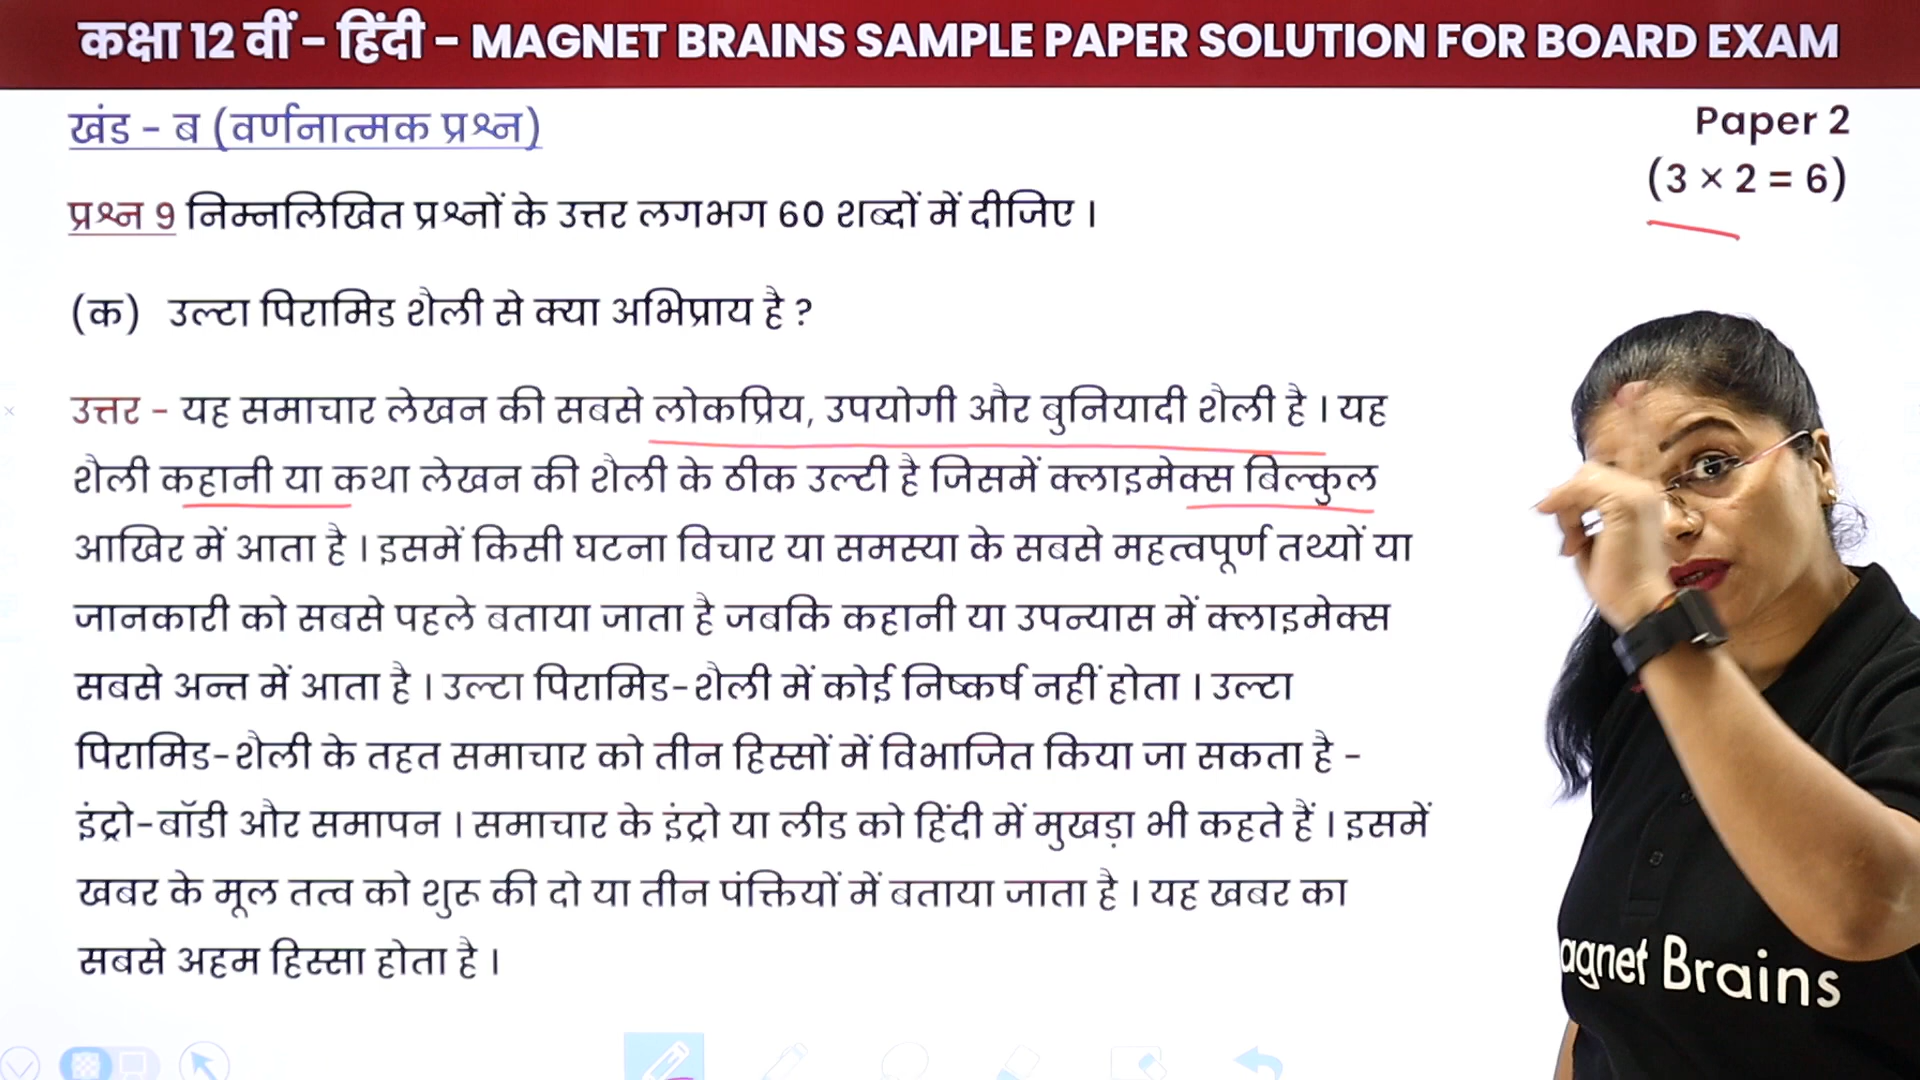 कक्षा 12 वीं - हिंदी - MAGNET BRAINS SAMPLE PAPER SOLUTION FOR BOARD EXAM
खंड - ब (वर्णनात्मक प्रश्न)
Paper 2
(3 × 2 = 6)
प्रश्न 9 निम्नलिखित प्रश्नों के उत्तर लगभग 60 शब्दों में दीजिए ।
(क) उल्टा पिरामिड शैली से क्या अभिप्राय है ?
उत्तर - यह समाचार लेखन की सबसे लोकप्रिय, उपयोगी और बुनियादी शैली है । यह
शैली कहानी या कथा लेखन की शैली के ठीक उल्टी है जिसमें क्लाइमेक्स बिल्कुल
आखिर में आता है । इसमें किसी घटना विचार या समस्या के सबसे महत्वपूर्ण तथ्यों या
जानकारी को सबसे पहले बताया जाता है जबकि कहानी या उपन्यास में क्लाइमेक्स
सबसे अन्त में आता है । उल्टा पिरामिड-शैली में कोई निष्कर्ष नहीं होता । उल्टा
पिरामिड-शैली के तहत समाचार को तीन हिस्सों में विभाजित किया जा सकता है -
इंट्रो-बॉडी और समापन । समाचार के इंट्रो या लीड को हिंदी में मुखड़ा भी कहते हैं । इसमें
खबर के मूल तत्व को शुरू की दो या तीन पंक्तियों में बताया जाता है । यह खबर का
सबसे अहम हिस्सा होता है ।
agnet Brains